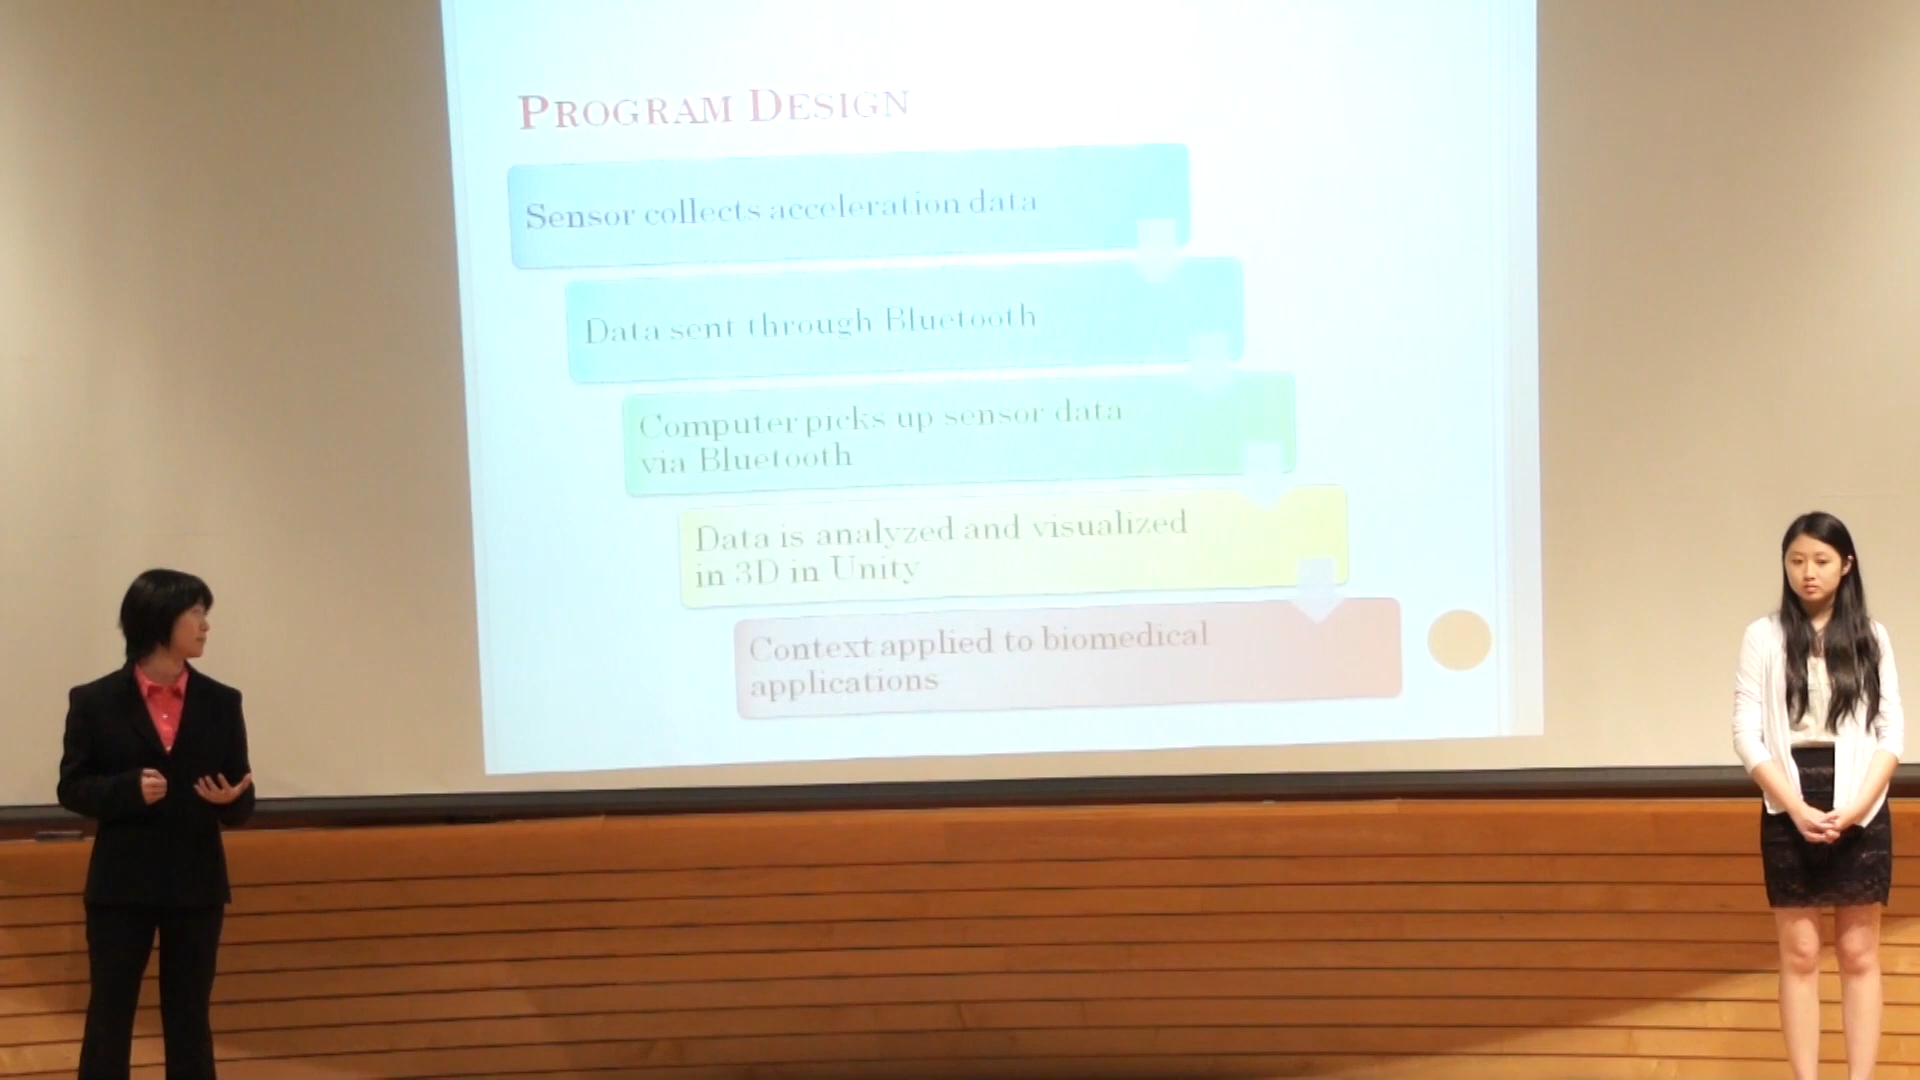 PROGRAM DESIGN
Sensor collects acceleration data
Data sent through Bluetooth
Computer picks up sensor data
via Bluetooth
Data is analyzed and visualized
in 3D in Unity
Context applied to biomedical
applications